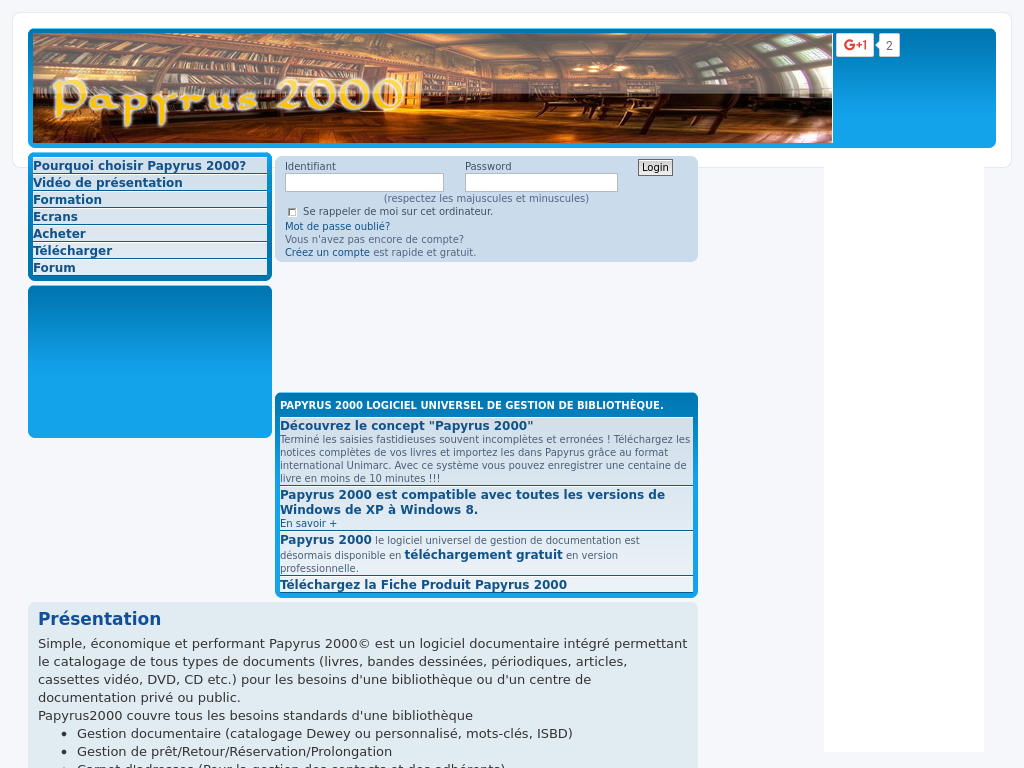 Papyrus 2000
G+1
2
Pourquoi choisir Papyrus 2000?
Vidéo de présentation
Formation
Ecrans
Acheter
Télécharger
Forum
Identifiant
Password
Login
(respectez les majuscules et minuscules)
Se rappeler de moi sur cet ordinateur.
Mot de passe oublié?
Vous n'avez pas encore de compte?
Créez un compte est rapide et gratuit.
PAPYRUS 2000 LOGICIEL UNIVERSEL DE GESTION DE BIBLIOTHÈQUE.
Découvrez le concept "Papyrus 2000"
Terminé les saisies fastidieuses souvent incomplètes et erronées ! Téléchargez les
notices complètes de vos livres et importez les dans Papyrus grâce au format
international Unimarc. Avec ce système vous pouvez enregistrer une centaine de
livre en moins de 10 minutes !!!
Papyrus 2000 est compatible avec toutes les versions de
Windows de XP à Windows 8.
En savoir +
Papyrus 2000 le logiciel universel de gestion de documentation est
désormais disponible en téléchargement gratuit en version
professionnelle.
Téléchargez la Fiche Produit Papyrus 2000
Présentation
Simple, économique et performant Papyrus 2000© est un logiciel documentaire intégré permettant
le catalogage de tous types de documents (livres, bandes dessinées, périodiques, articles,
cassettes vidéo, DVD, CD etc.) pour les besoins d'une bibliothèque ou d'un centre de
documentation privé ou public.
Papyrus2000 couvre tous les besoins standards d'une bibliothèque
• Gestion documentaire (catalogage Dewey ou personnalisé, mots-clés, ISBD)
• Gestion de prêt/Retour/Réservation/Prolongation
• Carnet d'adresses (Pour la gestion des contacts et des adhérents)